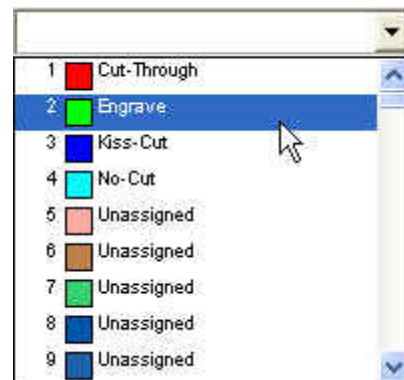 1 Cut-Through
2 Engrave
3 Kiss-Cut
4 No-Cut
5 Unassigned
6 Unassigned
7 Unassigned
8 Unassigned
9 Unassigned